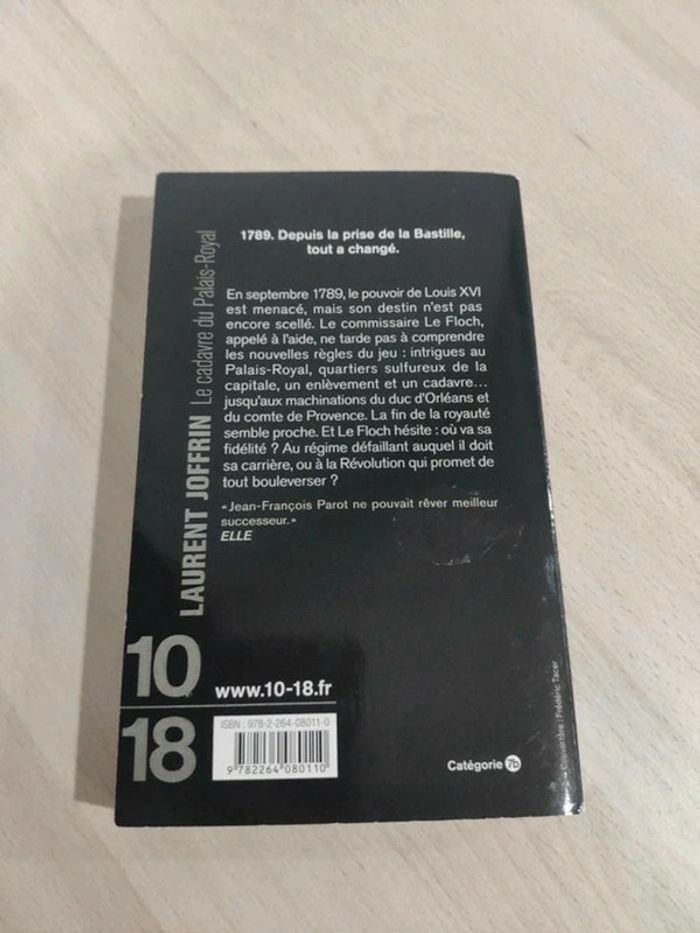 1789. Depuis la prise de la Bastille,
tout a changé.
En septembre 1789, le pouvoir de Louis XVI
est menacé, mais son destin n'est pas
encore scellé. Le commissaire Le Floch,
appelé à l'aide, ne tarde pas à comprendre
les nouvelles règles du jeu : intrigues au
Palais-Royal, quartiers sulfureux de la
capitale, un enlèvement et un cadavre...
jusqu'aux machinations du duc d'Orléans et
du comte de Provence. La fin de la royauté
semble proche. Et Le Floch hésite : où va sa
fidélité ? Au régime défaillant auquel il doit
sa carrière, ou à la Révolution qui promet de
tout bouleverser ?
« Jean-François Parot ne pouvait rêver meilleur
successeur. »
ELLE
LAURENT JOFFRIN Le cadavre du Palais-Royal
10
18
www.10-18.fr
ISBN : 978-2-264-08011-0
9 782264 080110
Catégorie 7b
Couverture : Frédéric Tacer